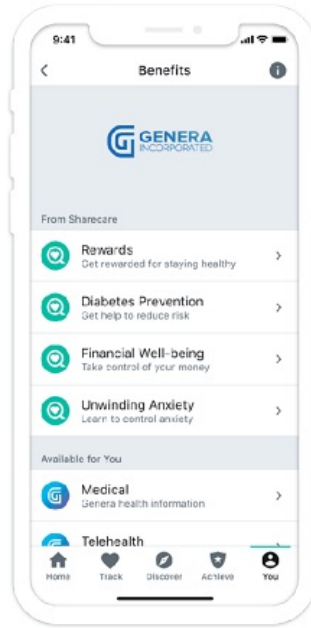 9:41
Benefits
GENERA
INCORPORATED
From Sharecare
Rewards
Get rewarded for staying healthy
Diabetes Prevention
Get help to reduce risk
Financial Well-being
Take control of your money
Unwinding Anxiety
Learn to control anxiety
Available for You
Medical
Genera health information
Telehealth
Home Track Discover Achieve You